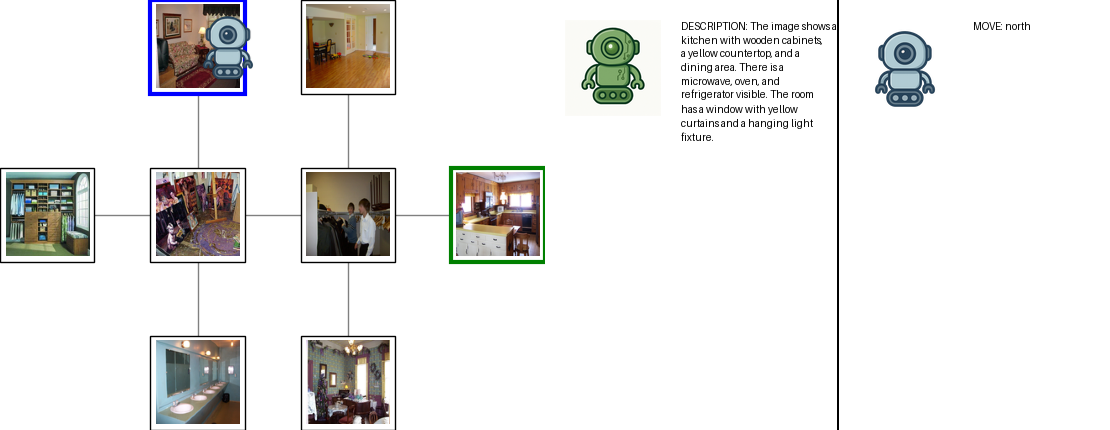 DESCRIPTION: The image shows a
kitchen with wooden cabinets,
a yellow countertop, and a
dining area. There is a
microwave, oven, and
refrigerator visible. The room
has a window with yellow
curtains and a hanging light
fixture.
MOVE: north